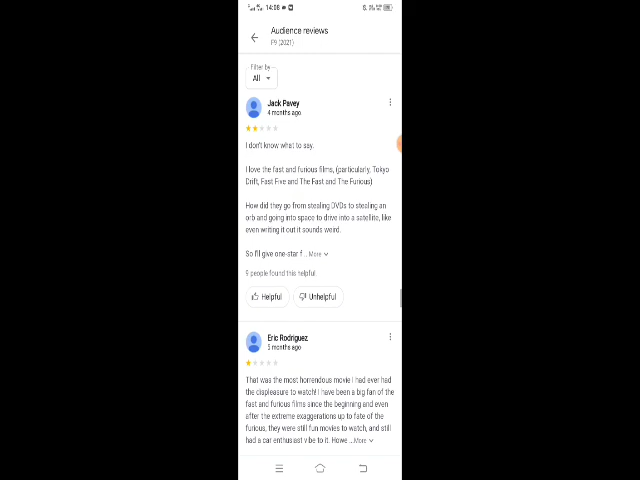 14:08
Audience reviews
F9 (2021)
Filter by
All
Jack Pavey
4 months ago
I don't know what to say.
I love the fast and furious films, (particularly, Tokyo
Drift, Fast Five and The Fast and The Furious)
How did they go from stealing DVDs to stealing an
orb and going into space to drive into a satellite, like
even writing it out it sounds weird.
So I'll give one-star f... More
9 people found this helpful.
Helpful
Unhelpful
Eric Rodriguez
5 months ago
That was the most horrendous movie I had ever had
the displeasure to watch! I have been a big fan of the
fast and furious films since the beginning and even
after the extreme exaggerations up to fate of the
furious, they were still fun movies to watch, and still
had a car enthusiast vibe to it. Howe ...More